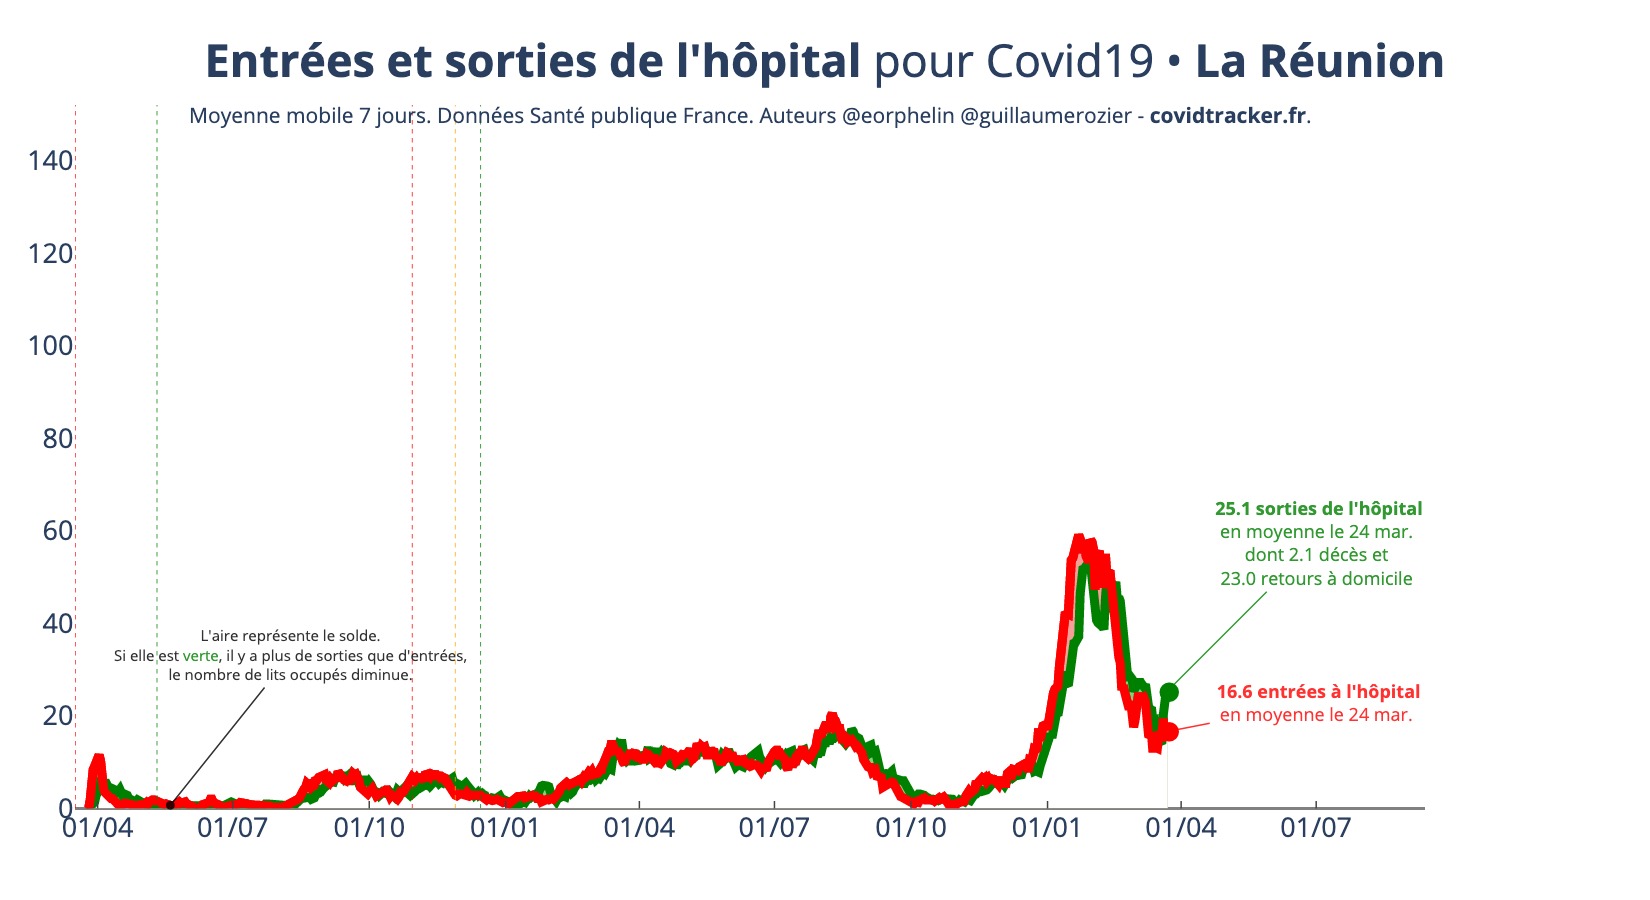 Entrées et sorties de l'hôpital pour Covid19 • La Réunion
Moyenne mobile 7 jours. Données Santé publique France. Auteurs @eorphelin @guillaumerozier - covidtracker.fr.
140
120
100
80
60
40
20
0
25.1 sorties de l'hôpital
en moyenne le 24 mar.
dont 2.1 décès et
23.0 retours à domicile
L'aire représente le solde.
Si elle est verte, il y a plus de sorties que d'entrées,
le nombre de lits occupés diminue.
16.6 entrées à l'hôpital
en moyenne le 24 mar.
01/04 01/07 01/10 01/01 01/04 01/07 01/10 01/01 01/04 01/07